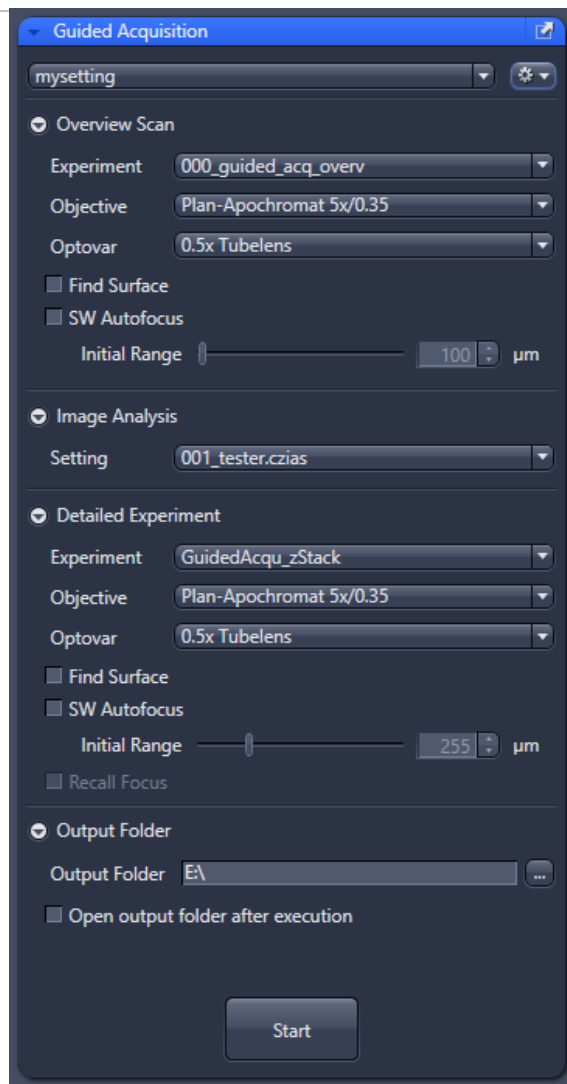 Guided Acquisition
mysetting
Overview Scan
Experiment 000_guided_acq_overv
Objective Plan-Apochromat 5x/0.35
Optovar 0.5x Tubelens
Find Surface
SW Autofocus
Initial Range 100 µm
Image Analysis
Setting 001_tester.czias
Detailed Experiment
Experiment GuidedAcqu_zStack
Objective Plan-Apochromat 5x/0.35
Optovar 0.5x Tubelens
Find Surface
SW Autofocus
Initial Range 255 µm
Recall Focus
Output Folder
Output Folder E:\ ...
Open output folder after execution
Start